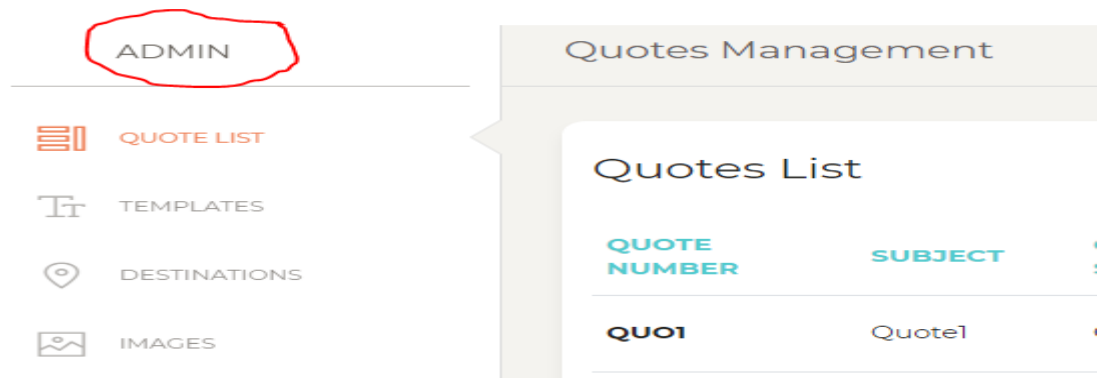 ADMIN
Quotes Management
QUOTE LIST
TEMPLATES
DESTINATIONS
IMAGES
Quotes List
QUOTE NUMBER
SUBJECT
QUO1
Quote1